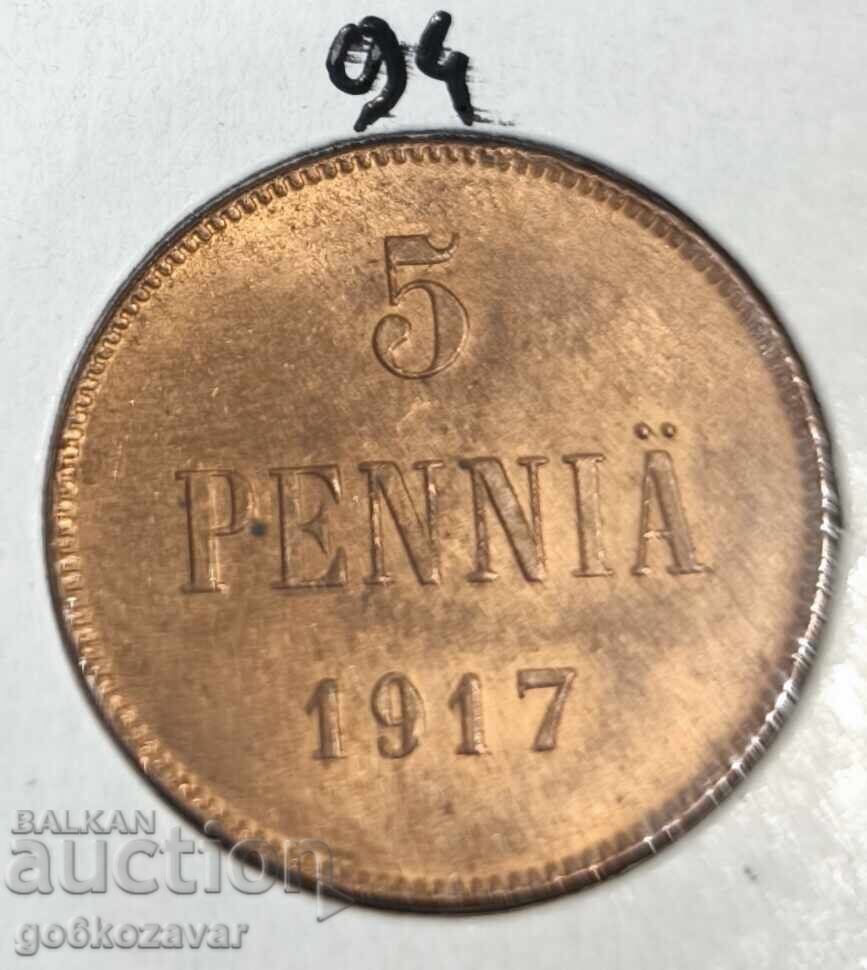 94
5
PENNIÄ
1917
BALKAN
auction
go6kozavar